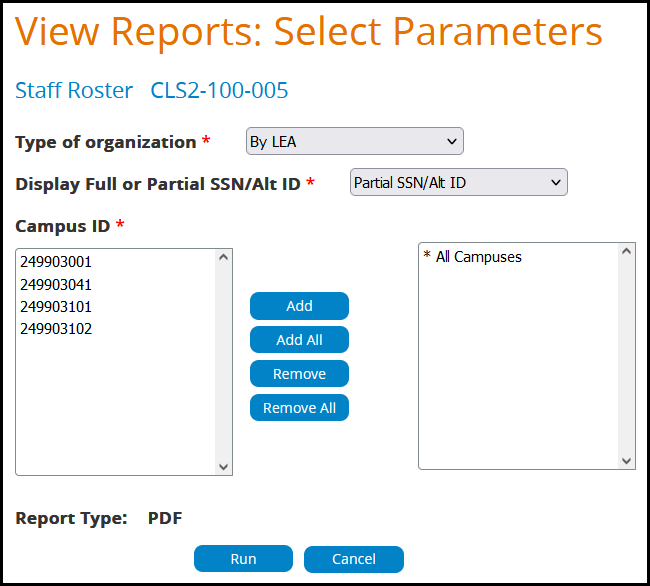 View Reports: Select Parameters
Staff Roster CLS2-100-005
Type of organization * By LEA
Display Full or Partial SSN/Alt ID * Partial SSN/Alt ID
Campus ID *
249903001
249903041
249903101
249903102
Add
Add All
Remove
Remove All
* All Campuses
Report Type: PDF
Run Cancel